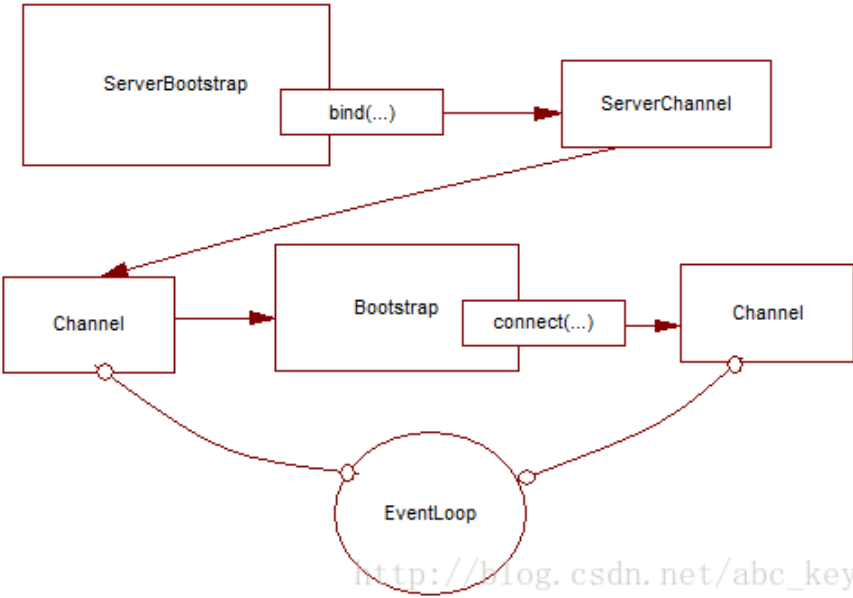 ServerBootstrap
bind(...)
ServerChannel
Channel
Bootstrap
connect(...)
Channel
EventLoop
http://blog.csdn.net/abc_key